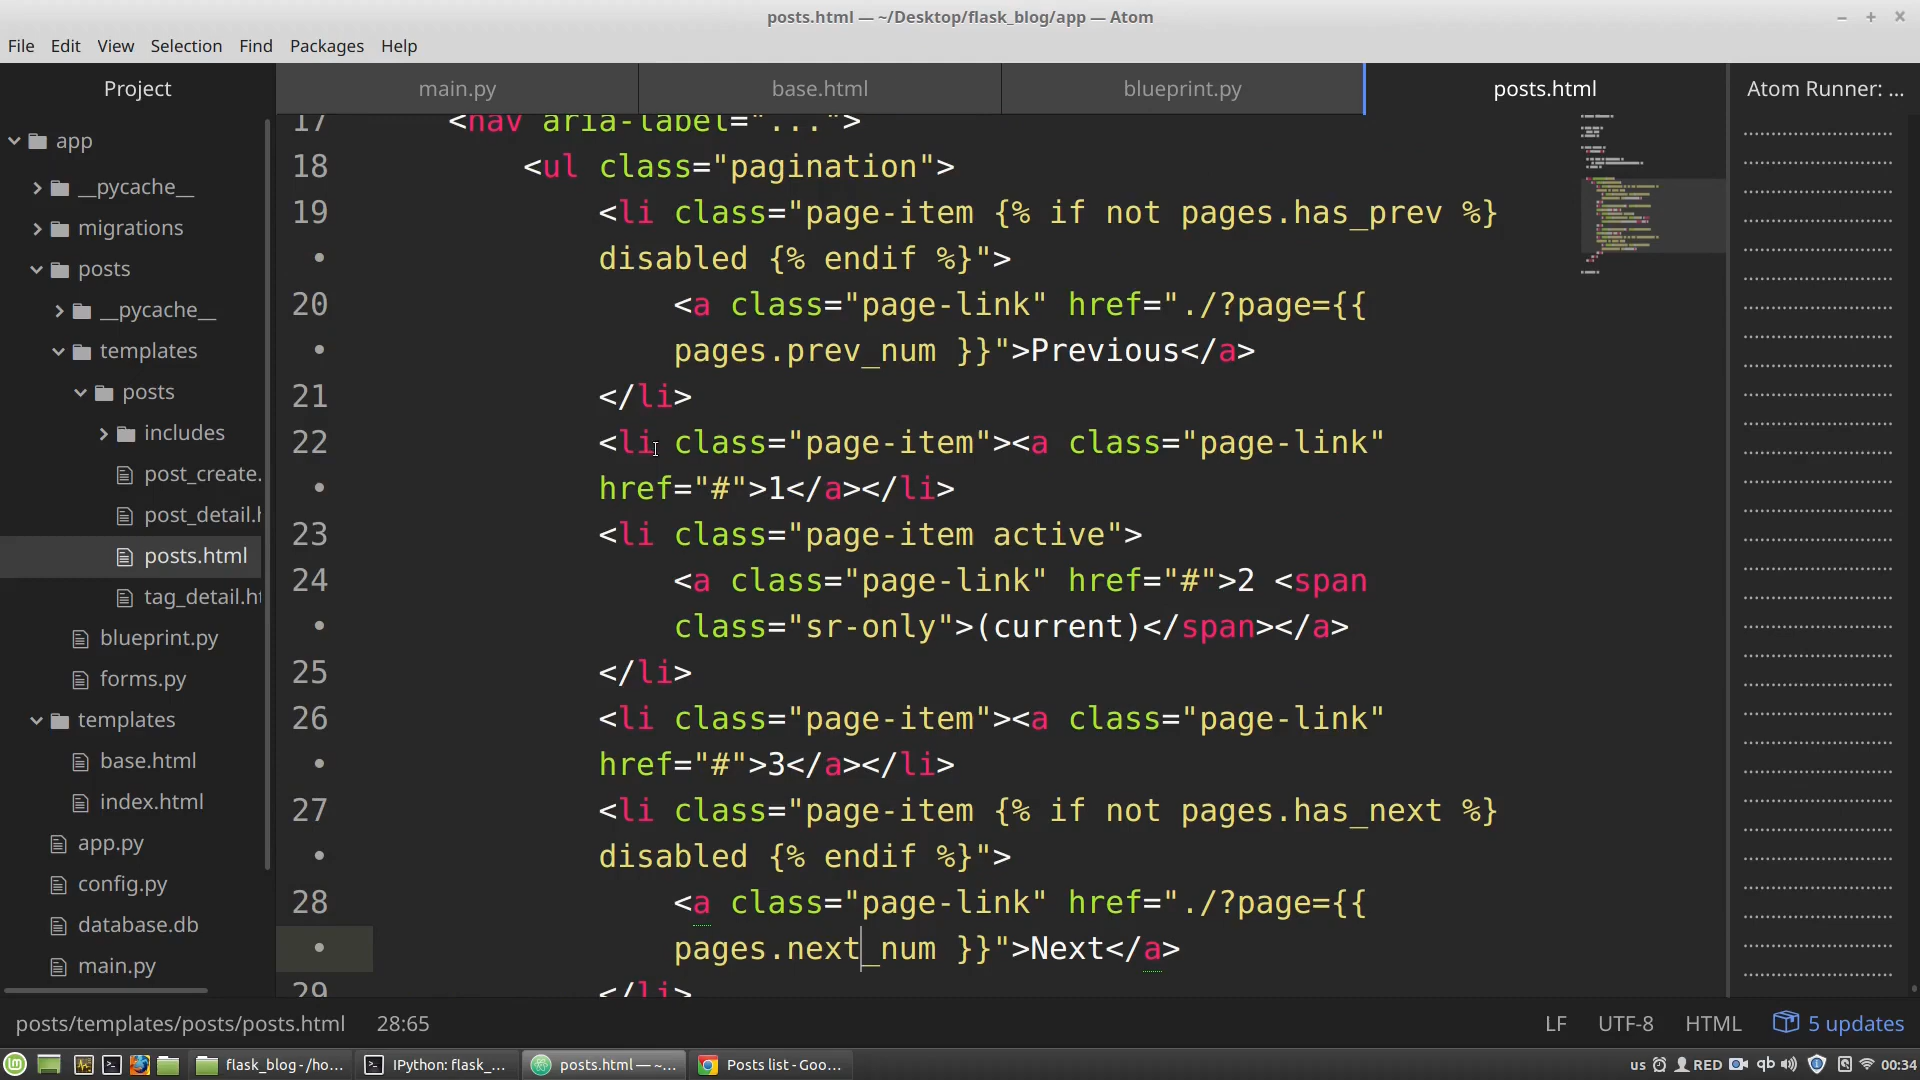 posts.html — ~/Desktop/flask_blog/app — Atom
File Edit View Selection Find Packages Help
Project
main.py
base.html
blueprint.py
posts.html
Atom Runner: ...
app
__pycache__
migrations
posts
__pycache__
templates
posts
includes
post_create.
post_detail.h
posts.html
tag_detail.ht
blueprint.py
forms.py
templates
base.html
index.html
app.py
config.py
database.db
main.py
17 <nav aria-label="...">
18 <ul class="pagination">
19 <li class="page-item {% if not pages.has_prev %}
• disabled {% endif %}">
20 <a class="page-link" href="./?page={{
• pages.prev_num }}">Previous</a>
21 </li>
22 <li class="page-item"><a class="page-link"
• href="#">1</a></li>
23 <li class="page-item active">
24 <a class="page-link" href="#">2 <span
• class="sr-only">(current)</span></a>
25 </li>
26 <li class="page-item"><a class="page-link"
• href="#">3</a></li>
27 <li class="page-item {% if not pages.has_next %}
• disabled {% endif %}">
28 <a class="page-link" href="./?page={{
• pages.next_num }}">Next</a>
29 </li>
posts/templates/posts/posts.html 28:65 LF UTF-8 HTML 5 updates
flask_blog - /ho... IPython: flask_... posts.html — ~... Posts list - Goo... us RED qb 00:34